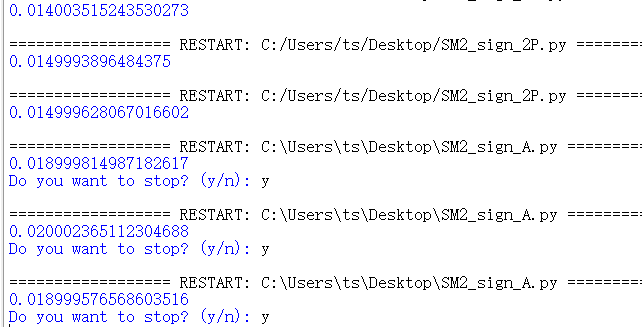 0.014003515243530273
================== RESTART: C:/Users/ts/Desktop/SM2_sign_2P.py ========
0.0149993896484375
================== RESTART: C:/Users/ts/Desktop/SM2_sign_2P.py ========
0.014999628067016602
================== RESTART: C:\Users\ts\Desktop\SM2_sign_A.py =========
0.018999814987182617
Do you want to stop? (y/n): y
================== RESTART: C:\Users\ts\Desktop\SM2_sign_A.py =========
0.020002365112304688
Do you want to stop? (y/n): y
================== RESTART: C:\Users\ts\Desktop\SM2_sign_A.py =========
0.018999576568603516
Do you want to stop? (y/n): y